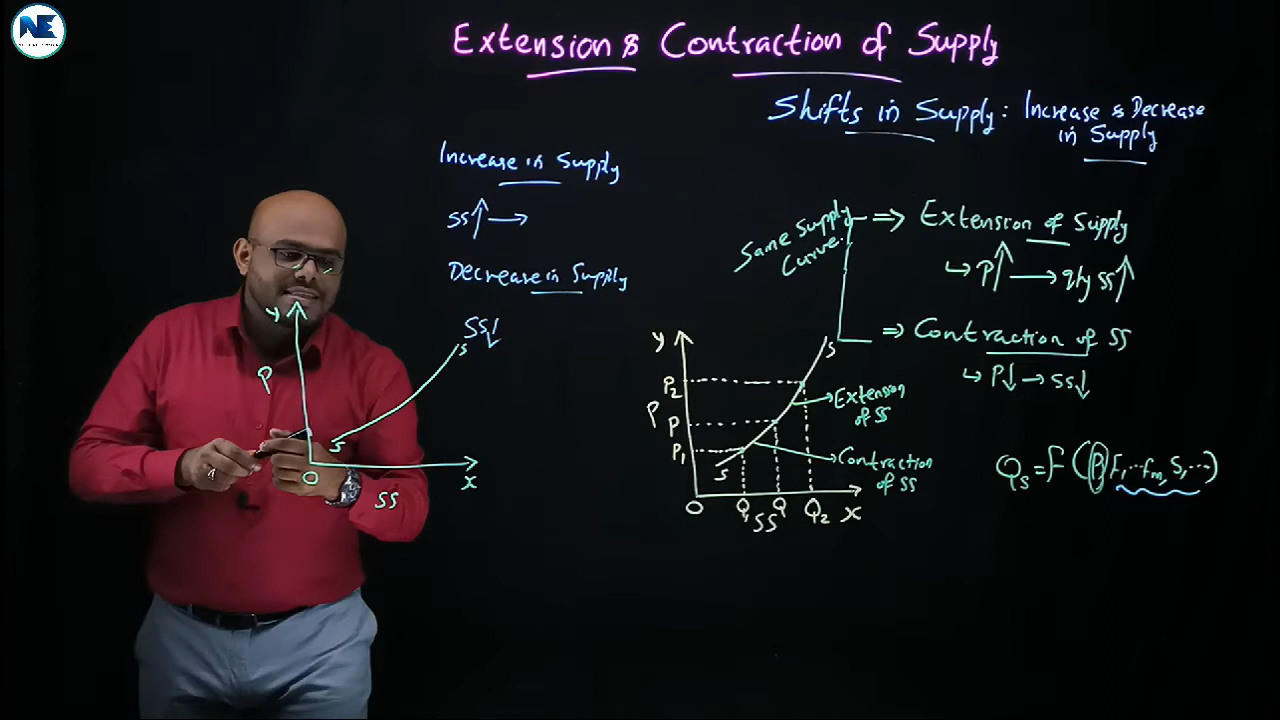 NE
Extension & Contraction of Supply
Shifts in Supply: Increase & Decrease
in Supply
Increase in Supply
SS↑→
Decrease in Supply
SS↓
Same Supply
Curve.
⇒ Extension of Supply
↳ P↑ → qty SS↑
⇒ Contraction of SS
↳ P↓ → SS↓
Y
P
S
S
O
X
SS
Y
P2
P
P
P1
S
S
Extension
of SS
Contraction
of SS
O
Q1
SS
Q
Q2
X
Qs = f (P, F1...Fm, S, ...)